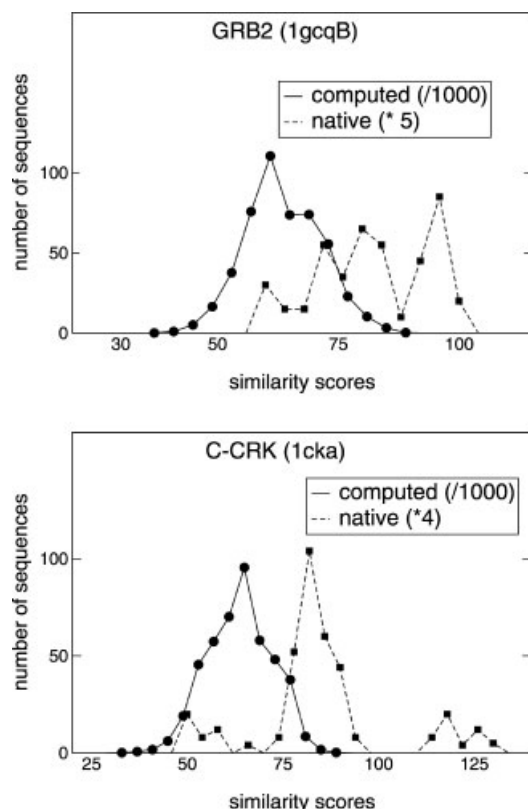 GRB2 (1gcqB)
computed (/1000)
native (* 5)
number of sequences
100
50
0
30
50
75
100
similarity scores
C-CRK (1cka)
computed (/1000)
native (*4)
number of sequences
100
50
0
25
50
75
100
125
similarity scores